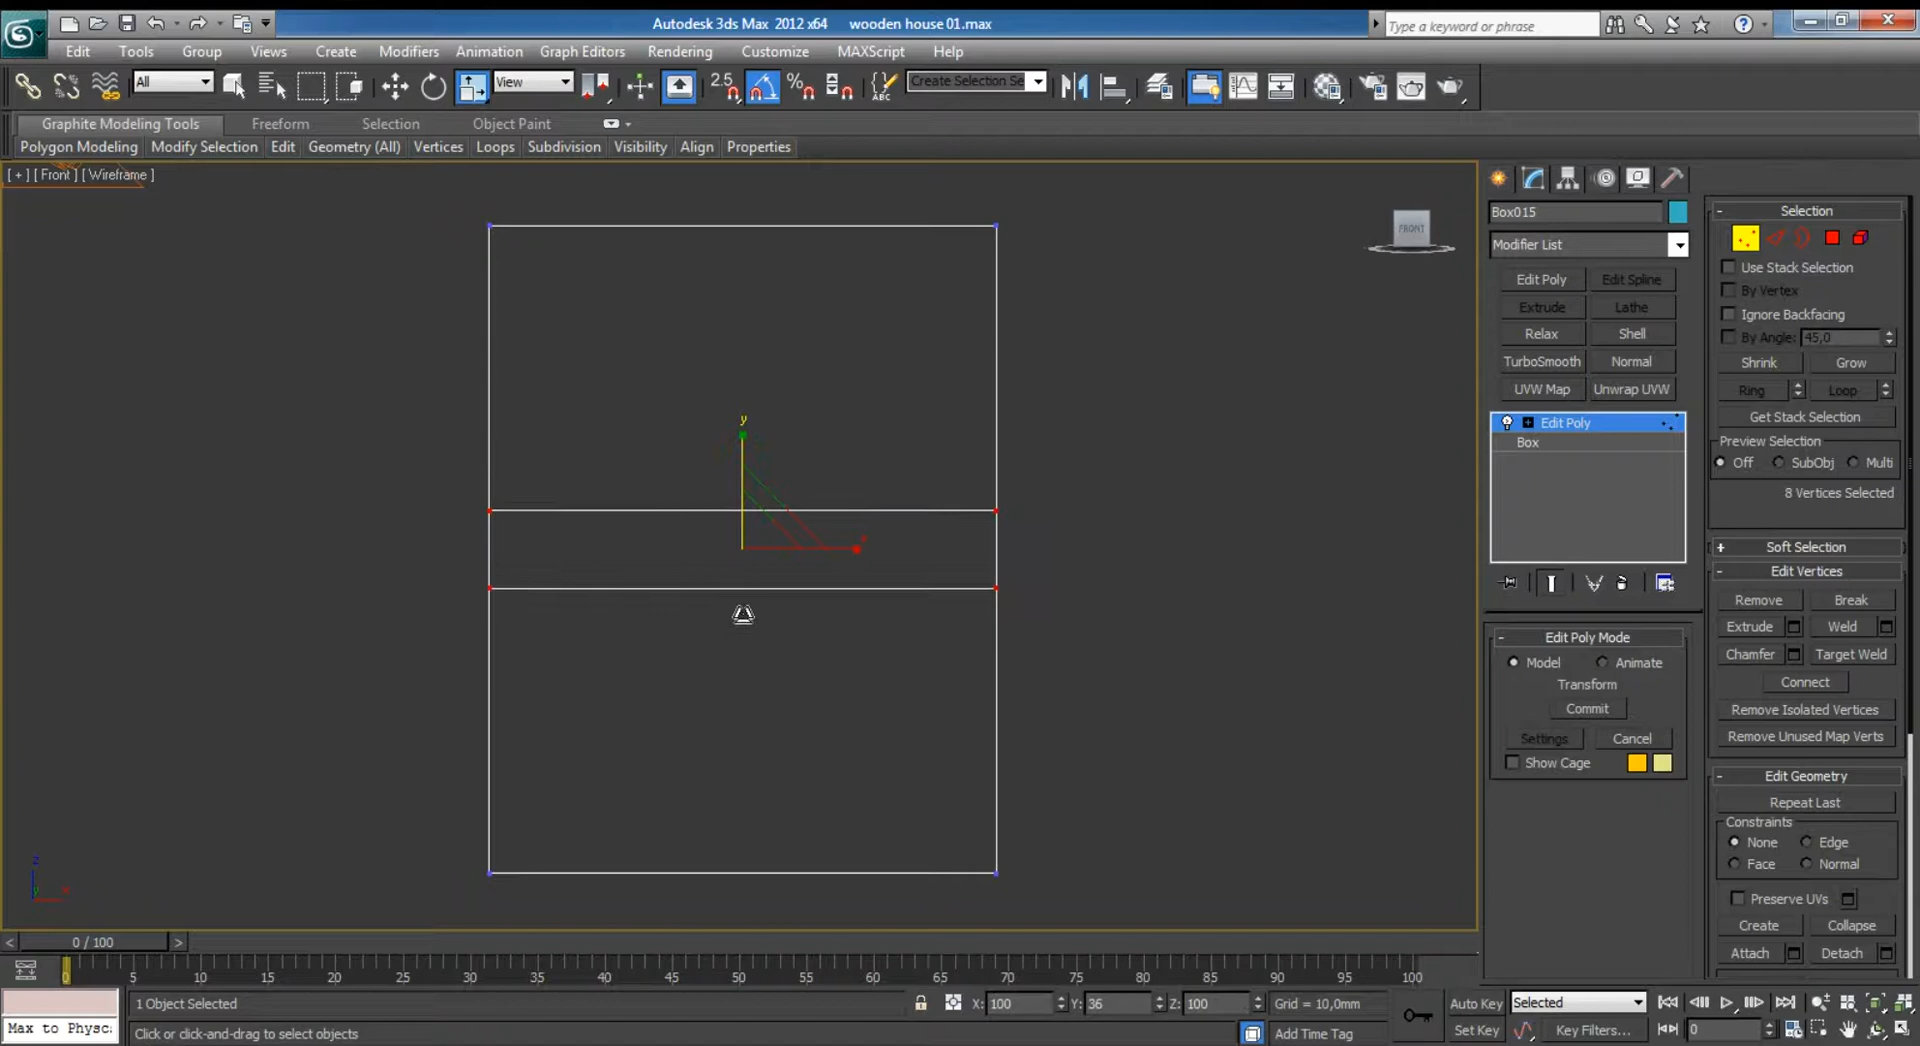 Autodesk 3ds Max 2012 x64 wooden house 01.max
Type a keyword or phrase
Edit Tools Group Views Create Modifiers Animation Graph Editors Rendering Customize MAXScript Help
All View 2.5 % ABC Create Selection Se
Graphite Modeling Tools Freeform Selection Object Paint
Polygon Modeling Modify Selection Edit Geometry (All) Vertices Loops Subdivision Visibility Align Properties
[ + ] [ Front ] [ Wireframe ]
FRONT
y
z
Box015
Modifier List
Edit Poly Edit Spline
Extrude Lathe
Relax Shell
TurboSmooth Normal
UVW Map Unwrap UVW
Edit Poly
Box
Edit Poly Mode
Model Animate
Transform
Commit
Settings Cancel
Show Cage
Selection
Use Stack Selection
By Vertex
Ignore Backfacing
By Angle: 45,0
Shrink Grow
Ring Loop
Get Stack Selection
Preview Selection
Off SubObj Multi
8 Vertices Selected
Soft Selection
Edit Vertices
Remove Break
Extrude Weld
Chamfer Target Weld
Connect
Remove Isolated Vertices
Remove Unused Map Verts
Edit Geometry
Repeat Last
Constraints
None Edge
Face Normal
Preserve UVs
Create Collapse
Attach Detach
< 0 / 100 >
0 5 10 15 20 25 30 35 40 45 50 55 60 65 70 75 80 85 90 95 100
1 Object Selected X: 100 Y: 36 Z: 100 Grid = 10,0mm Auto Key Selected
Max to Physc: Click or click-and-drag to select objects Add Time Tag Set Key Key Filters... 0